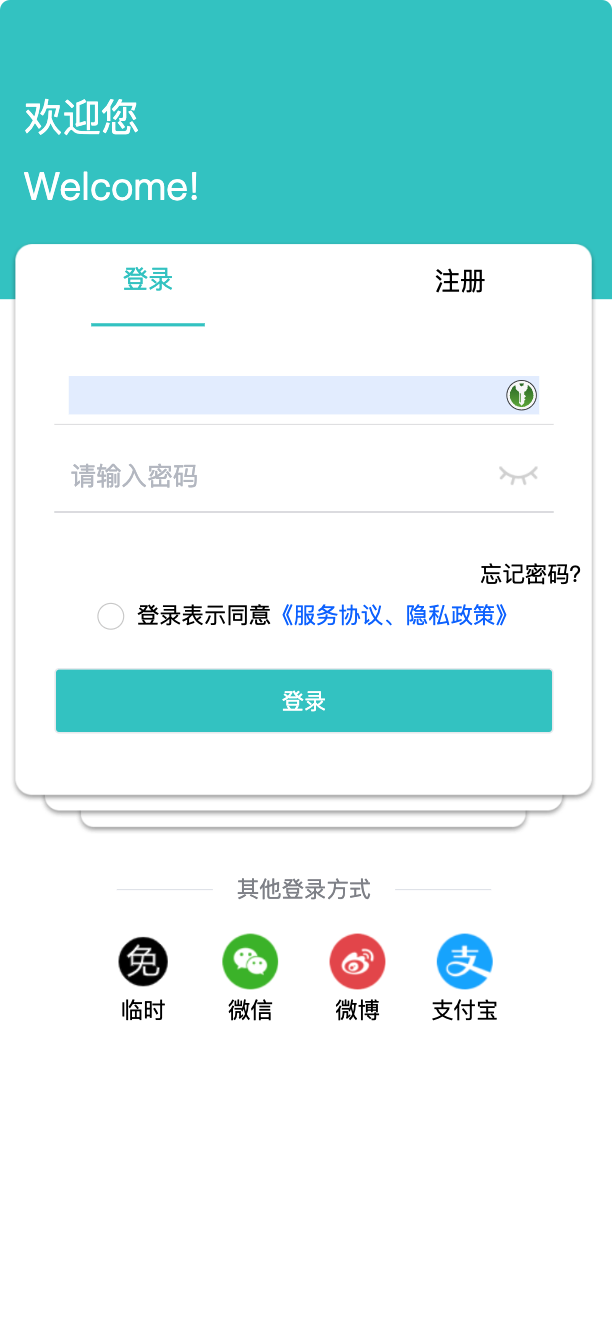 欢迎您
Welcome!
登录 注册
请输入密码
忘记密码?
登录表示同意《服务协议、隐私政策》
登录
其他登录方式
免 支
临时 微信 微博 支付宝